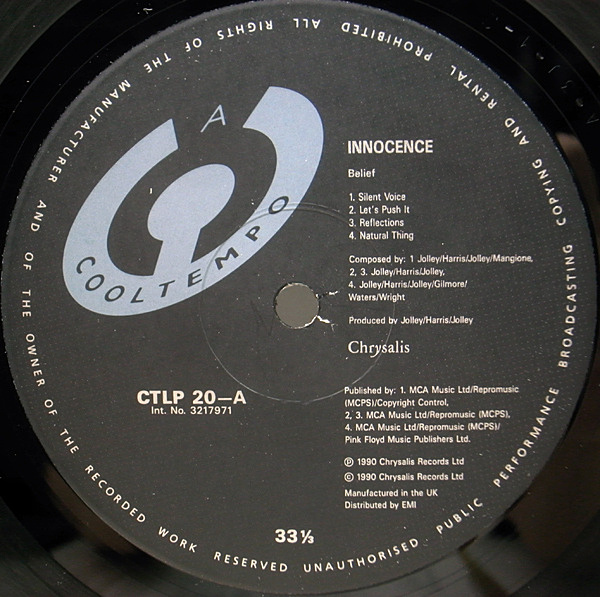 A
COOLTEMPO
INNOCENCE
Belief
1. Silent Voice
2. Let's Push It
3. Reflections
4. Natural Thing
Composed by: 1 Jolley/Harris/Jolley/Mangione,
2, 3. Jolley/Harris/Jolley,
4. Jolley/Harris/Jolley/Gilmore/
Waters/Wright
Produced by Jolley/Harris/Jolley
Chrysalis
CTLP 20—A
Int. No. 3217971
Published by: 1. MCA Music Ltd/Repromusic
(MCPS)/Copyright Control,
2, 3. MCA Music Ltd/Repromusic (MCPS),
4. MCA Music Ltd/Repromusic (MCPS)/
Pink Floyd Music Publishers Ltd.
℗ 1990 Chrysalis Records Ltd
© 1990 Chrysalis Records Ltd
Manufactured in the UK
Distributed by EMI
33⅓
ALL RIGHTS OF THE MANUFACTURER AND OF THE OWNER OF THE RECORDED WORK RESERVED UNAUTHORISED PUBLIC PERFORMANCE BROADCASTING COPYING AND RENTAL PROHIBITED